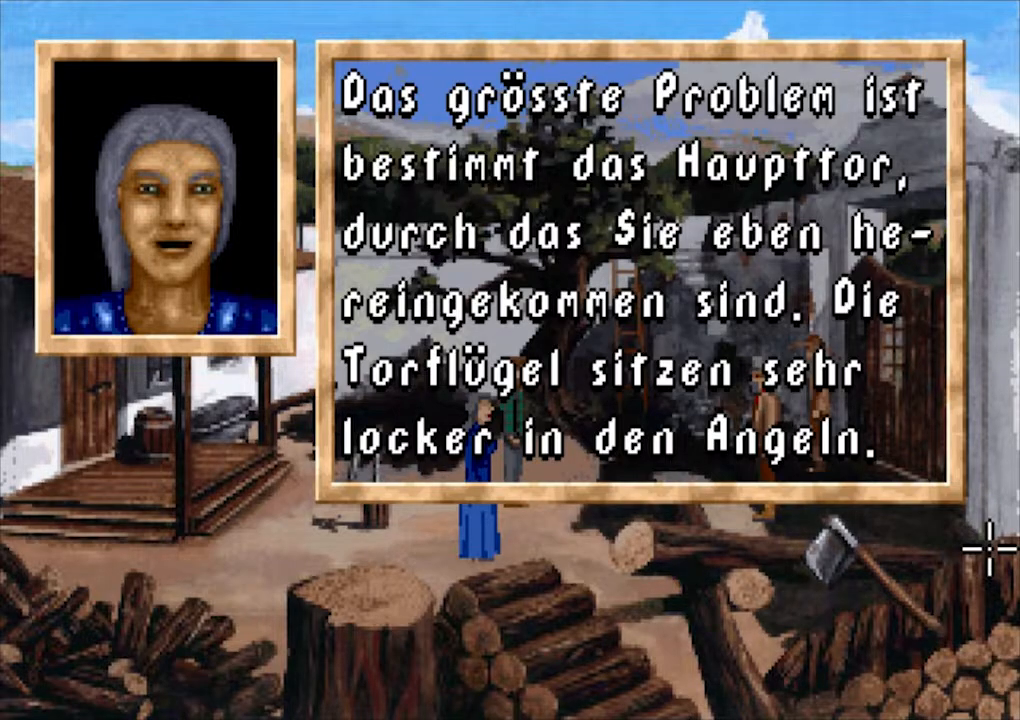 Das grösste Problem ist
bestimmt das Haupttor,
durch das Sie eben he-
reingekommen sind. Die
Torflügel sitzen sehr
locker in den Angeln.